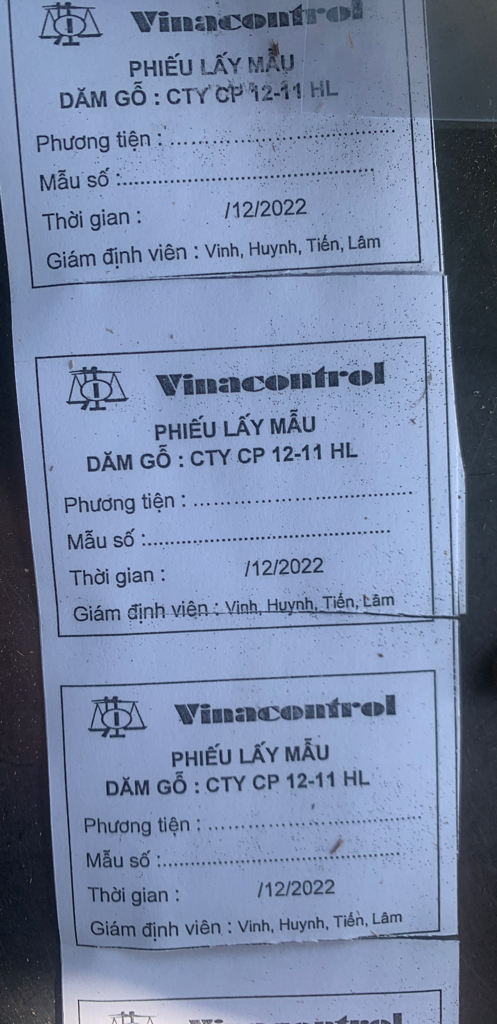 Vinacontrol
PHIẾU LẤY MẪU
DĂM GỖ : CTY CP 12-11 HL
Phương tiện : ........................................
Mẫu số :.............................................
Thời gian : /12/2022
Giám định viên : Vinh, Huynh, Tiến, Lâm
Vinacontrol
PHIẾU LẤY MẪU
DĂM GỖ : CTY CP 12-11 HL
Phương tiện : ........................................
Mẫu số :.............................................
Thời gian : /12/2022
Giám định viên : Vinh, Huynh, Tiến, Lâm
Vinacontrol
PHIẾU LẤY MẪU
DĂM GỖ : CTY CP 12-11 HL
Phương tiện : ........................................
Mẫu số :.............................................
Thời gian : /12/2022
Giám định viên : Vinh, Huynh, Tiến, Lâm